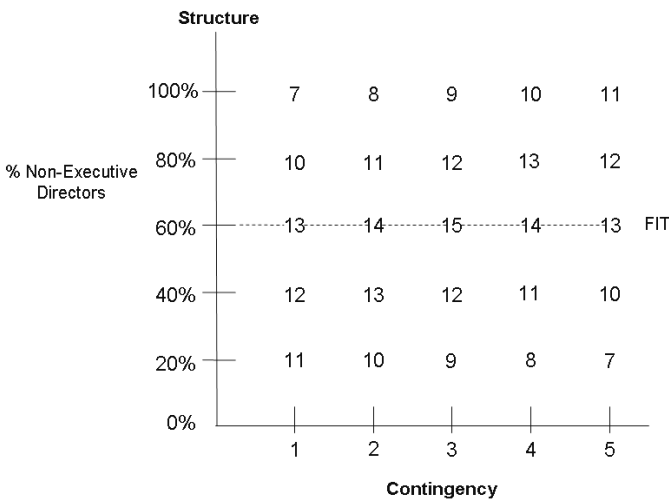 Structure
100% 7 8 9 10 11
80% 10 11 12 13 12
% Non-Executive
Directors
60% 13 14 15 14 13 FIT
40% 12 13 12 11 10
20% 11 10 9 8 7
0%
1 2 3 4 5
Contingency